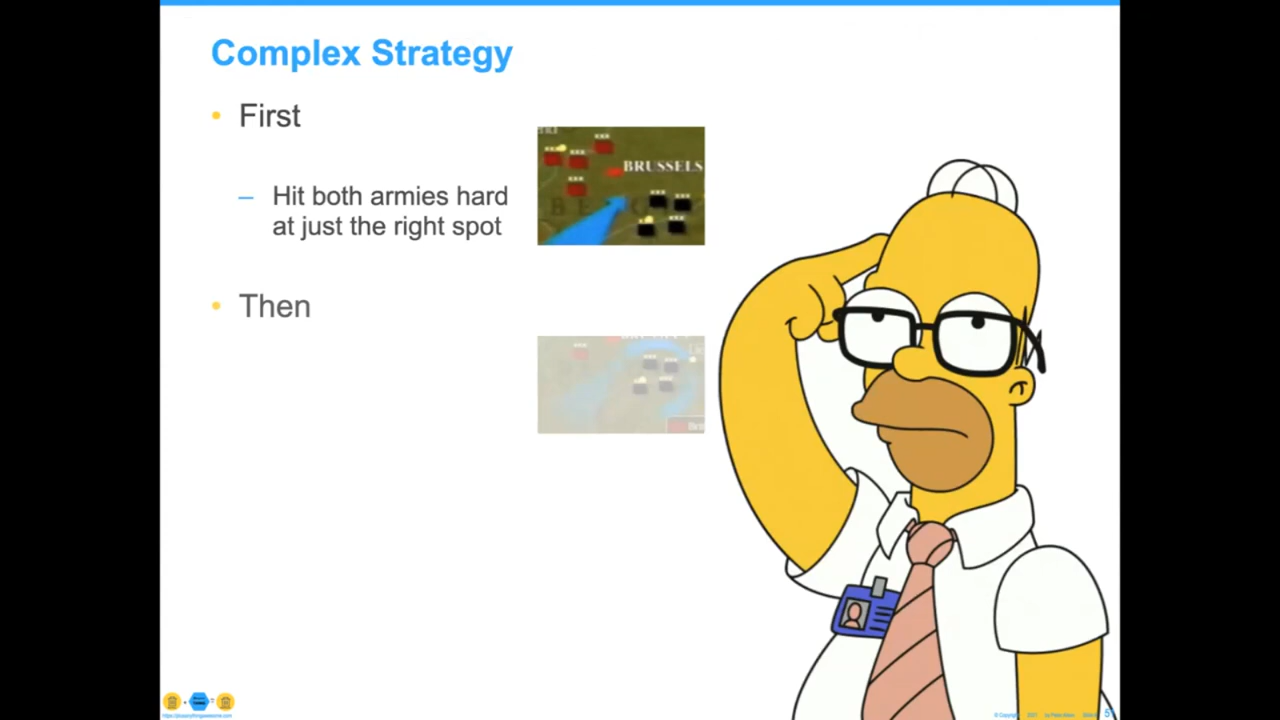 Complex Strategy
• First
BRUSSELS
– Hit both armies hard
at just the right spot
• Then